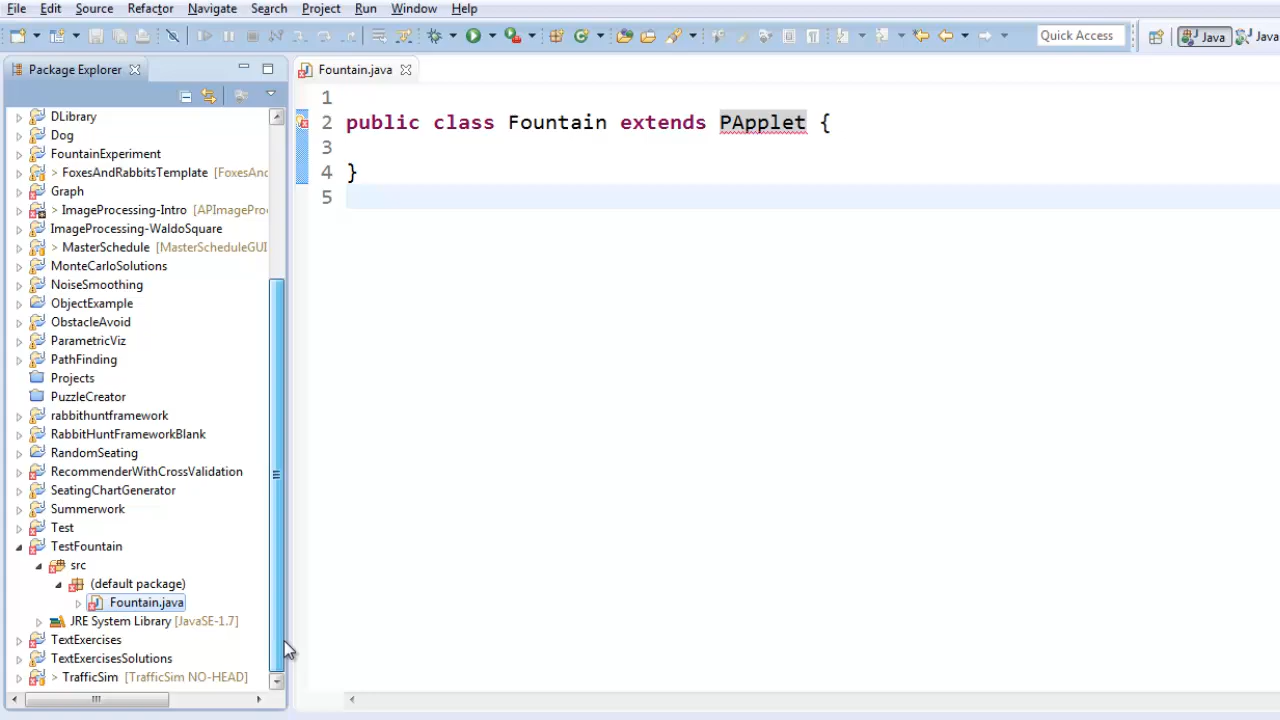 File Edit Source Refactor Navigate Search Project Run Window Help
Quick Access
Java
Java
Package Explorer
DLibrary
Dog
FountainExperiment
> FoxesAndRabbitsTemplate [FoxesAnd
Graph
> ImageProcessing-Intro [APImagePro
ImageProcessing-WaldoSquare
> MasterSchedule [MasterScheduleGUI
MonteCarloSolutions
NoiseSmoothing
ObjectExample
ObstacleAvoid
ParametricViz
PathFinding
Projects
PuzzleCreator
rabbithuntframework
RabbitHuntFrameworkBlank
RandomSeating
RecommenderWithCrossValidation
SeatingChartGenerator
Summerwork
Test
TestFountain
src
(default package)
Fountain.java
JRE System Library [JavaSE-1.7]
TextExercises
TextExercisesSolutions
> TrafficSim [TrafficSim NO-HEAD]
Fountain.java
1
2 public class Fountain extends PApplet {
3
4 }
5